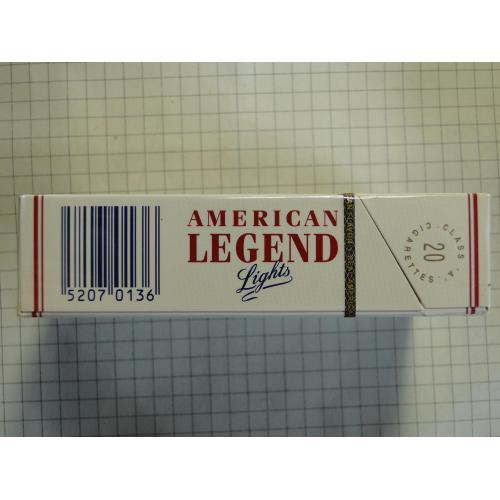 AMERICAN
LEGEND
Lights
5207 0136
CLASS · A ·
20
CIGARETTES